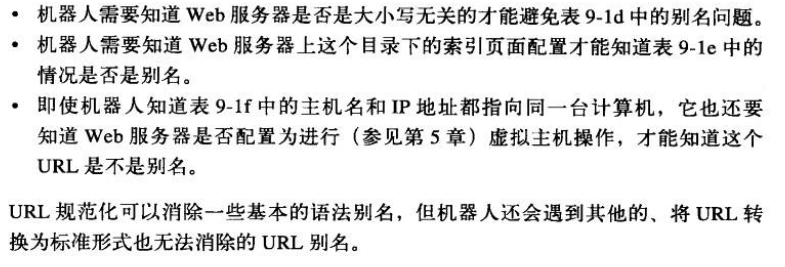 • 机器人需要知道 Web 服务器是否是大小写无关的才能避免表 9-1d 中的别名问题。
• 机器人需要知道 Web 服务器上这个目录下的索引页面配置才能知道表 9-1e 中的
情况是否是别名。
• 即使机器人知道表 9-1f 中的主机名和 IP 地址都指向同一台计算机，它也还要
知道 Web 服务器是否配置为进行（参见第 5 章）虚拟主机操作，才能知道这个
URL 是不是别名。
URL 规范化可以消除一些基本的语法别名，但机器人还会遇到其他的、将 URL 转
换为标准形式也无法消除的 URL 别名。